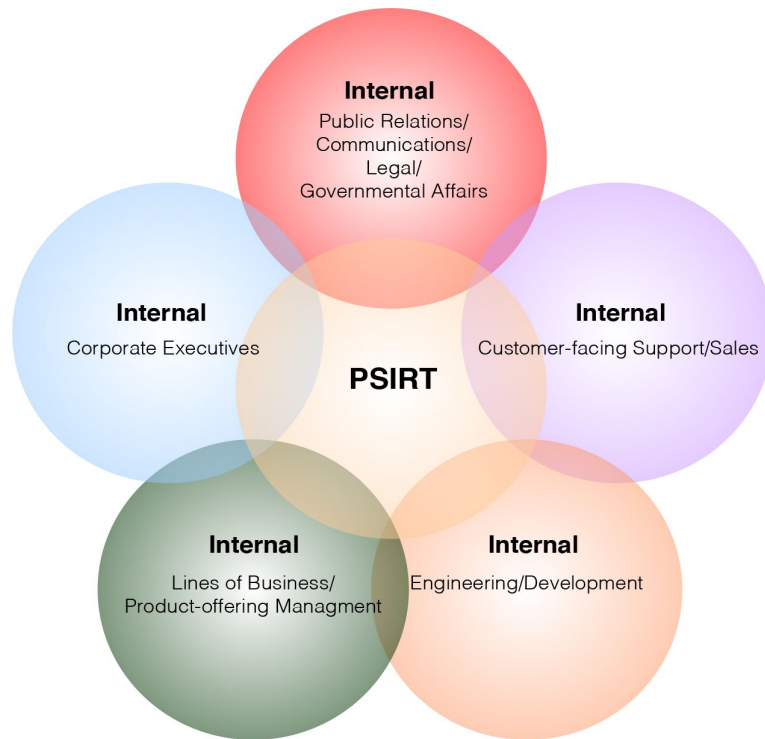 Internal
Public Relations/
Communications/
Legal/
Governmental Affairs
Internal
Corporate Executives
Internal
Customer-facing Support/Sales
PSIRT
Internal
Lines of Business/
Product-offering Managment
Internal
Engineering/Development